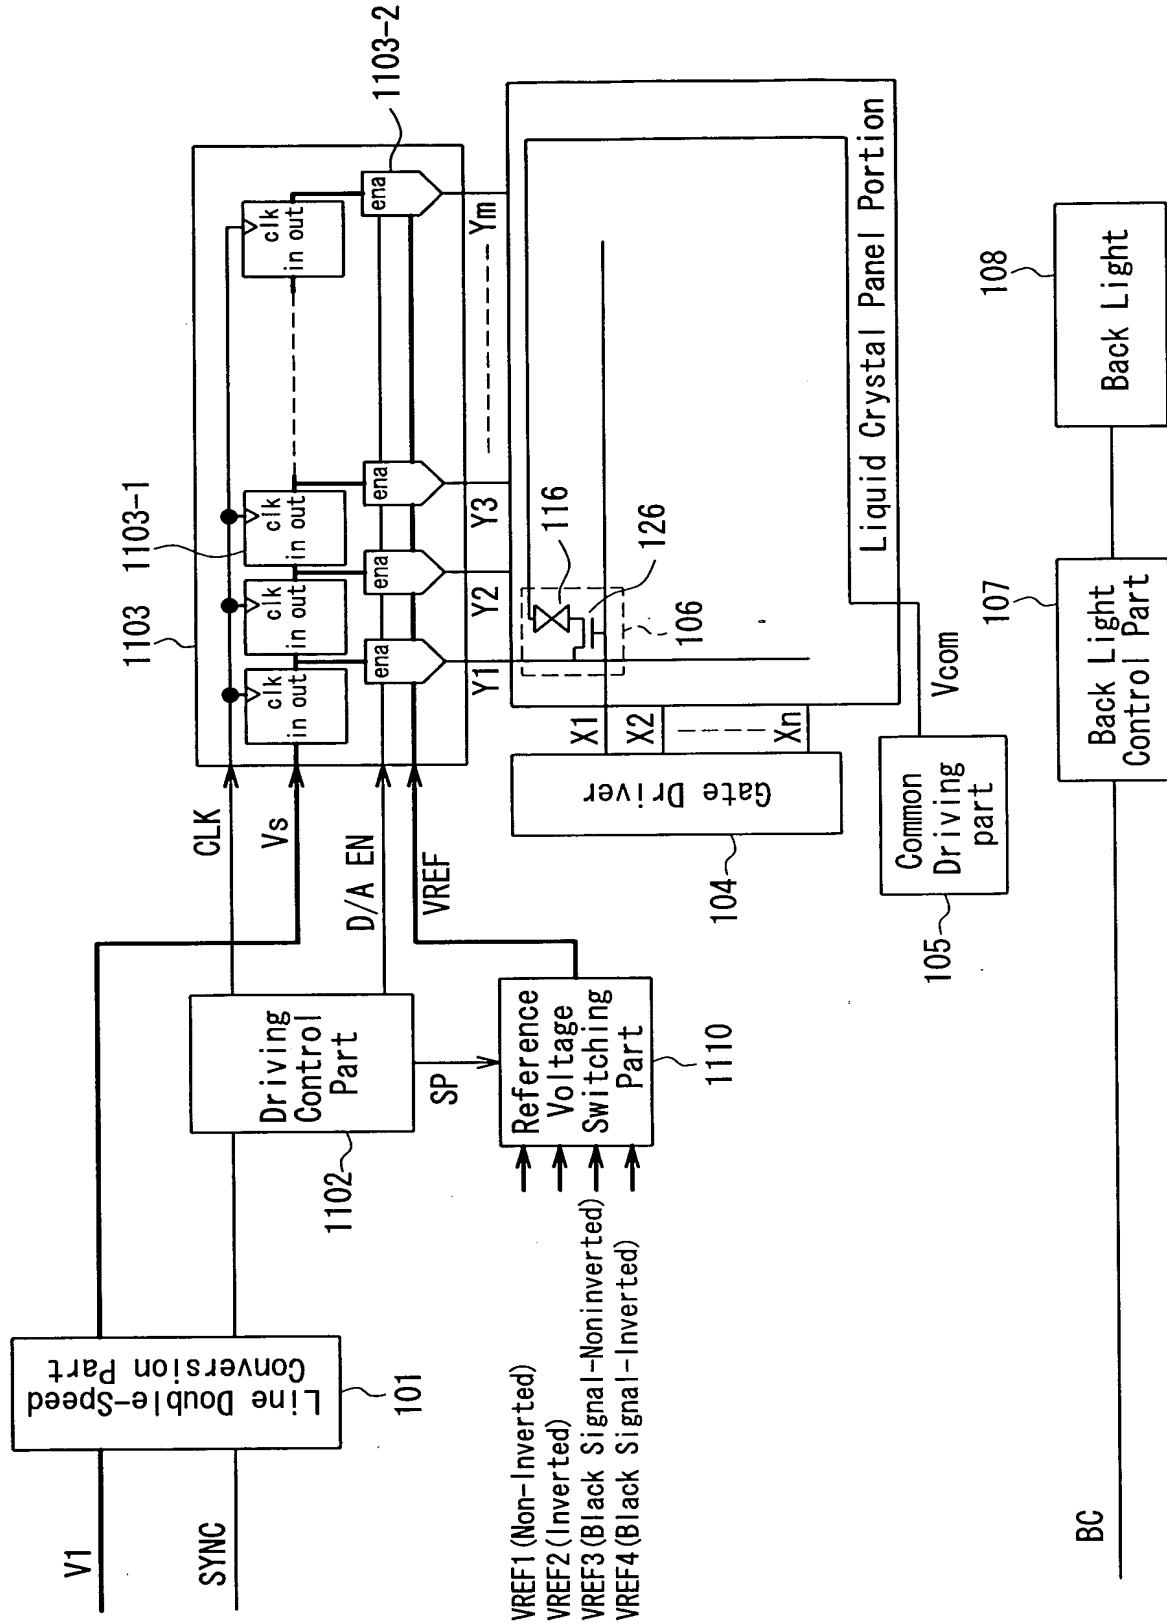 V1
SYNC
Line Double-Speed
Conversion Part
101
Driving
Control
Part
1102
SP
CLK
Vs
D/A EN
VREF
VREF1(Non-Inverted)
VREF2(Inverted)
VREF3(Black Signal-Noninverted)
VREF4(Black Signal-Inverted)
Reference
Voltage
Switching
Part
1110
1103
1103-1
1103-2
clk
in out
clk
in out
clk
in out
clk
in out
ena
ena
ena
ena
Y1
Y2
Y3
Ym
Gate Driver
104
X1
X2
Xn
116
126
106
Liquid Crystal Panel Portion
Common
Driving
part
105
Vcom
BC
Back Light
Control Part
107
Back Light
108